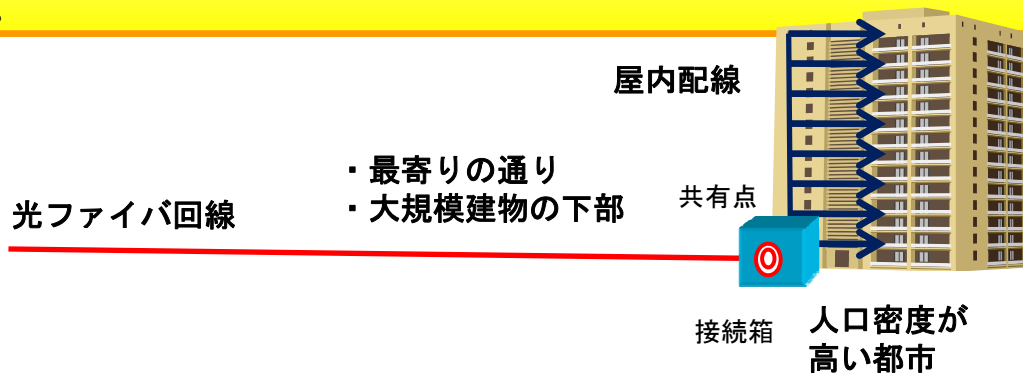 屋内配線
・最寄りの通り
・大規模建物の下部
共有点
光ファイバ回線
接続箱
人口密度が
高い都市